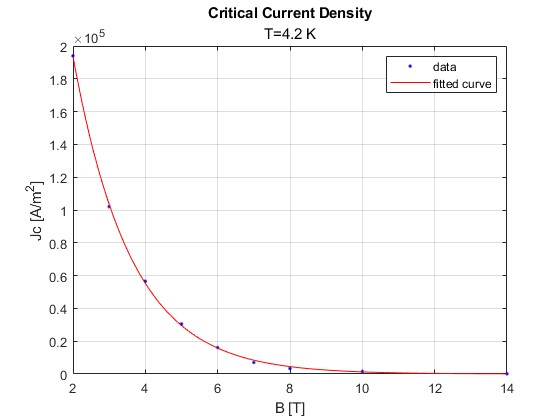 Critical Current Density
T=4.2 K
×10^5
2
1.8
1.6
1.4
1.2
1
0.8
0.6
0.4
0.2
0
Jc [A/m^2]
data
fitted curve
2 4 6 8 10 12 14
B [T]